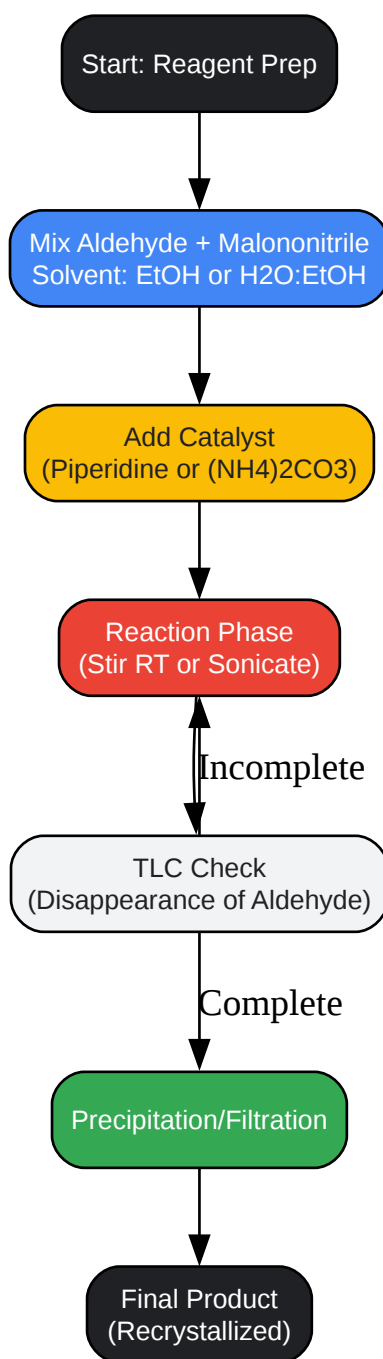 Start: Reagent Prep
Mix Aldehyde + Malononitrile
Solvent: EtOH or H2O:EtOH
Add Catalyst
(Piperidine or (NH4)2CO3)
Reaction Phase
(Stir RT or Sonicate)
Incomplete
TLC Check
(Disappearance of Aldehyde)
Complete
Precipitation/Filtration
Final Product
(Recrystallized)